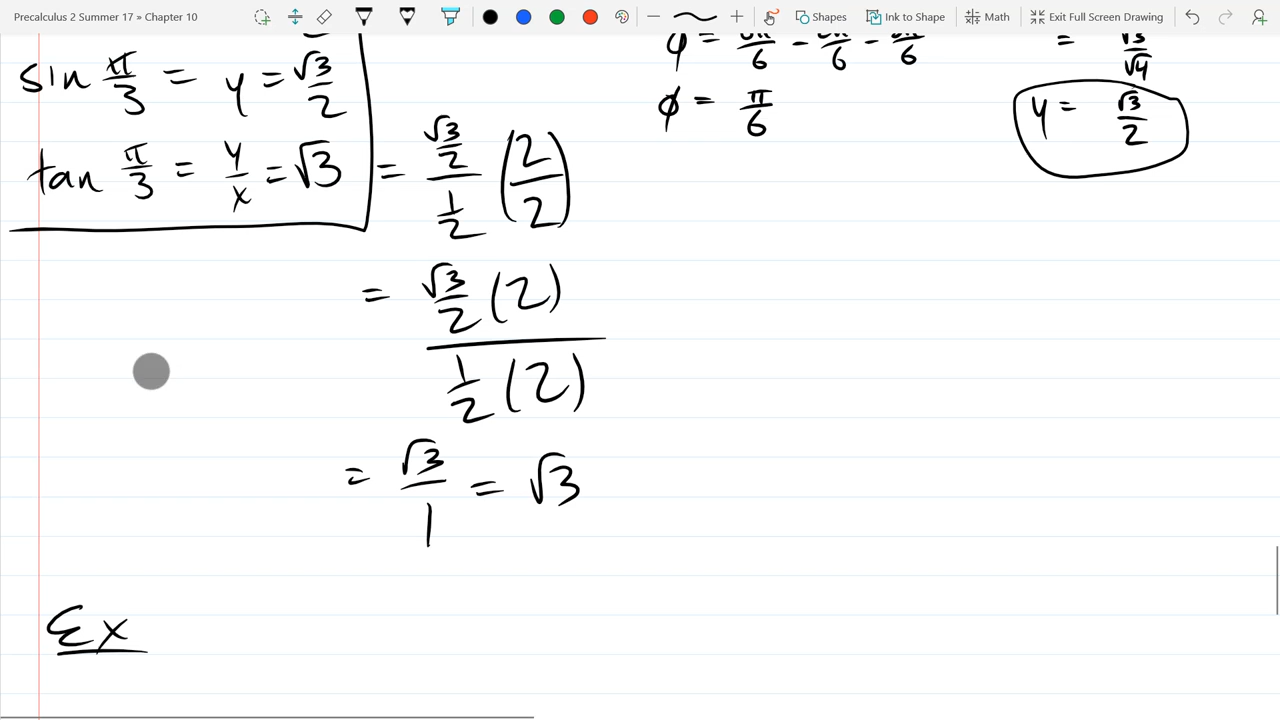 Precalculus 2 Summer 17 » Chapter 10
Shapes Ink to Shape Math Exit Full Screen Drawing
sin π/3 = y = √3/2
tan π/3 = y/x = √3 = (√3/2)/(1/2) (2/2)
= (√3/2 (2))/(1/2 (2))
= √3/1 = √3
Ex
ϕ = π/6
= √3/√4
y = √3/2